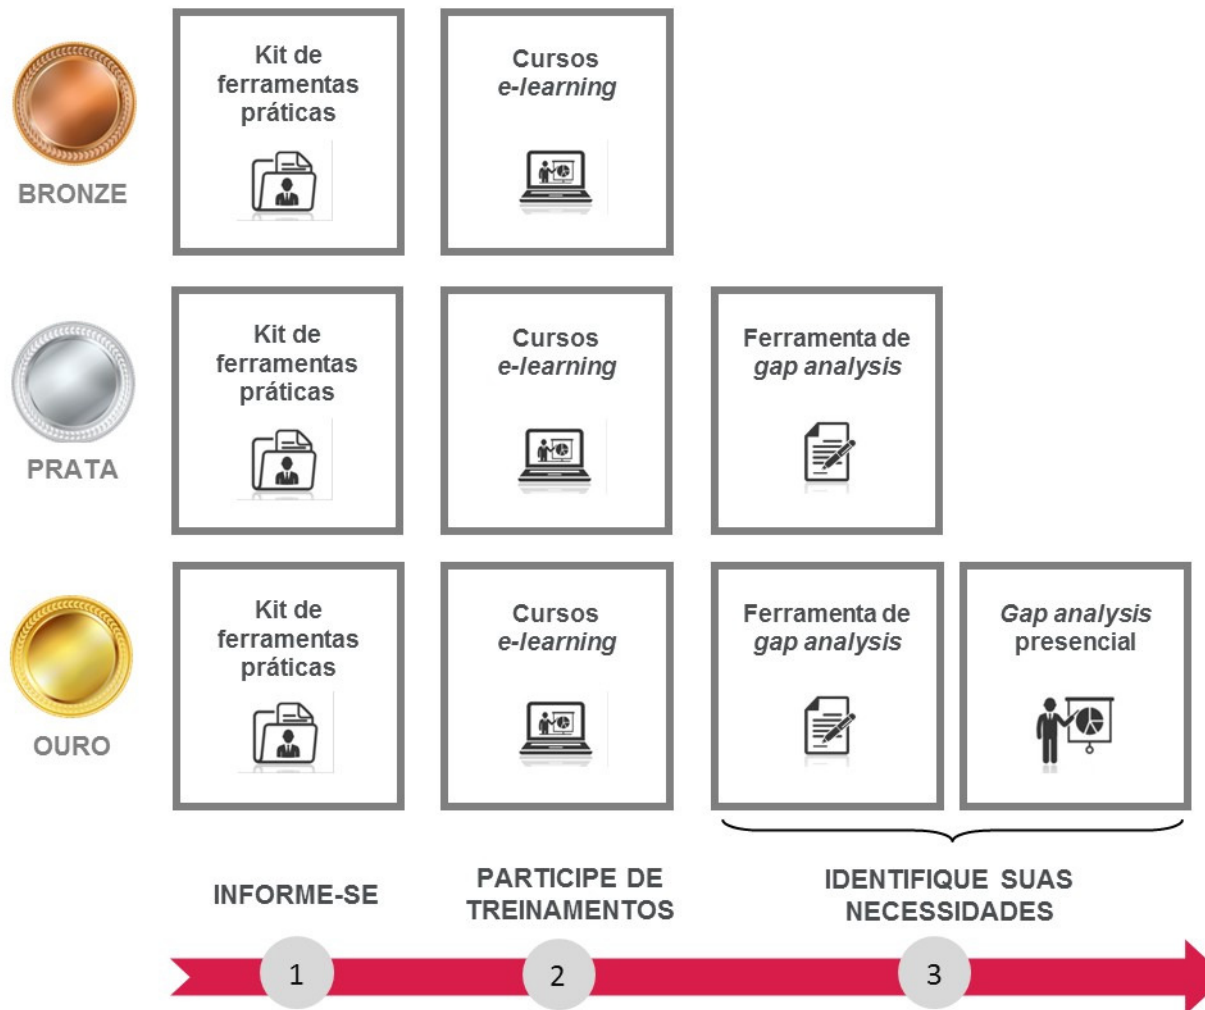 Kit de
ferramentas
práticas
Cursos
e-learning
BRONZE
Kit de
ferramentas
práticas
Cursos
e-learning
Ferramenta de
gap analysis
PRATA
Kit de
ferramentas
práticas
Cursos
e-learning
Ferramenta de
gap analysis
Gap analysis
presencial
OURO
INFORME-SE
PARTICIPE DE
TREINAMENTOS
IDENTIFIQUE SUAS
NECESSIDADES
1
2
3